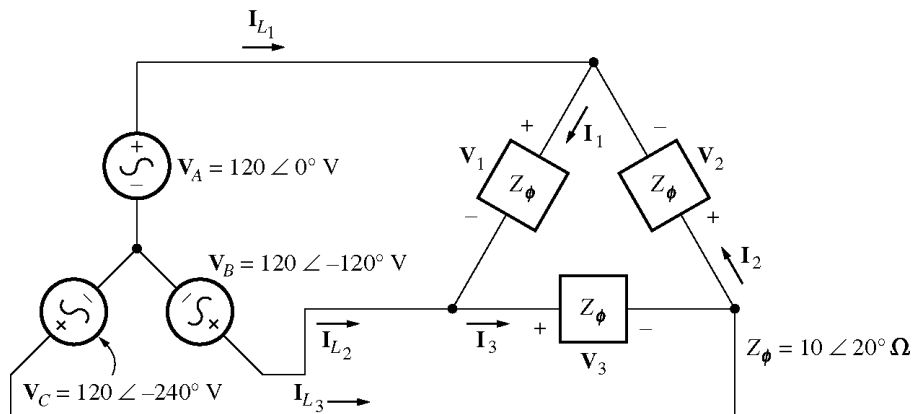 I_L1
+
V_A = 120 ∠ 0° V
–
V_B = 120 ∠ –120° V
–
–
+
+
V_C = 120 ∠ –240° V
I_L2
I_L3
+
I_1
V_1
Z_ϕ
–
–
V_2
Z_ϕ
+
I_2
I_3
+
Z_ϕ
–
V_3
Z_ϕ = 10 ∠ 20° Ω